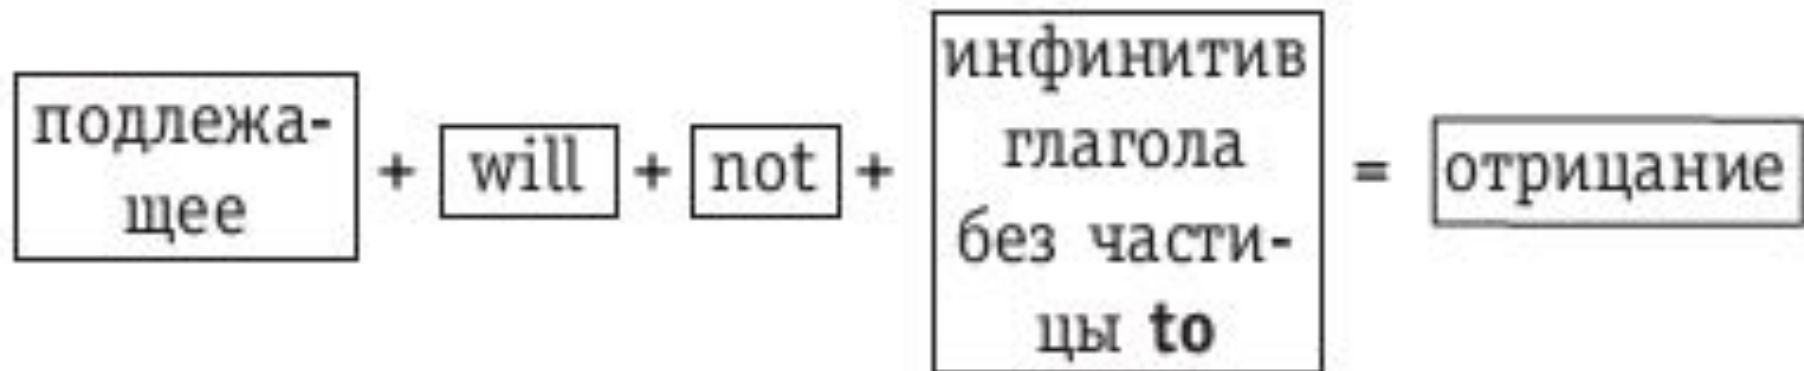 подлежа-
щее
+ will + not +
инфинитив
глагола
без части-
цы to
= отрицание